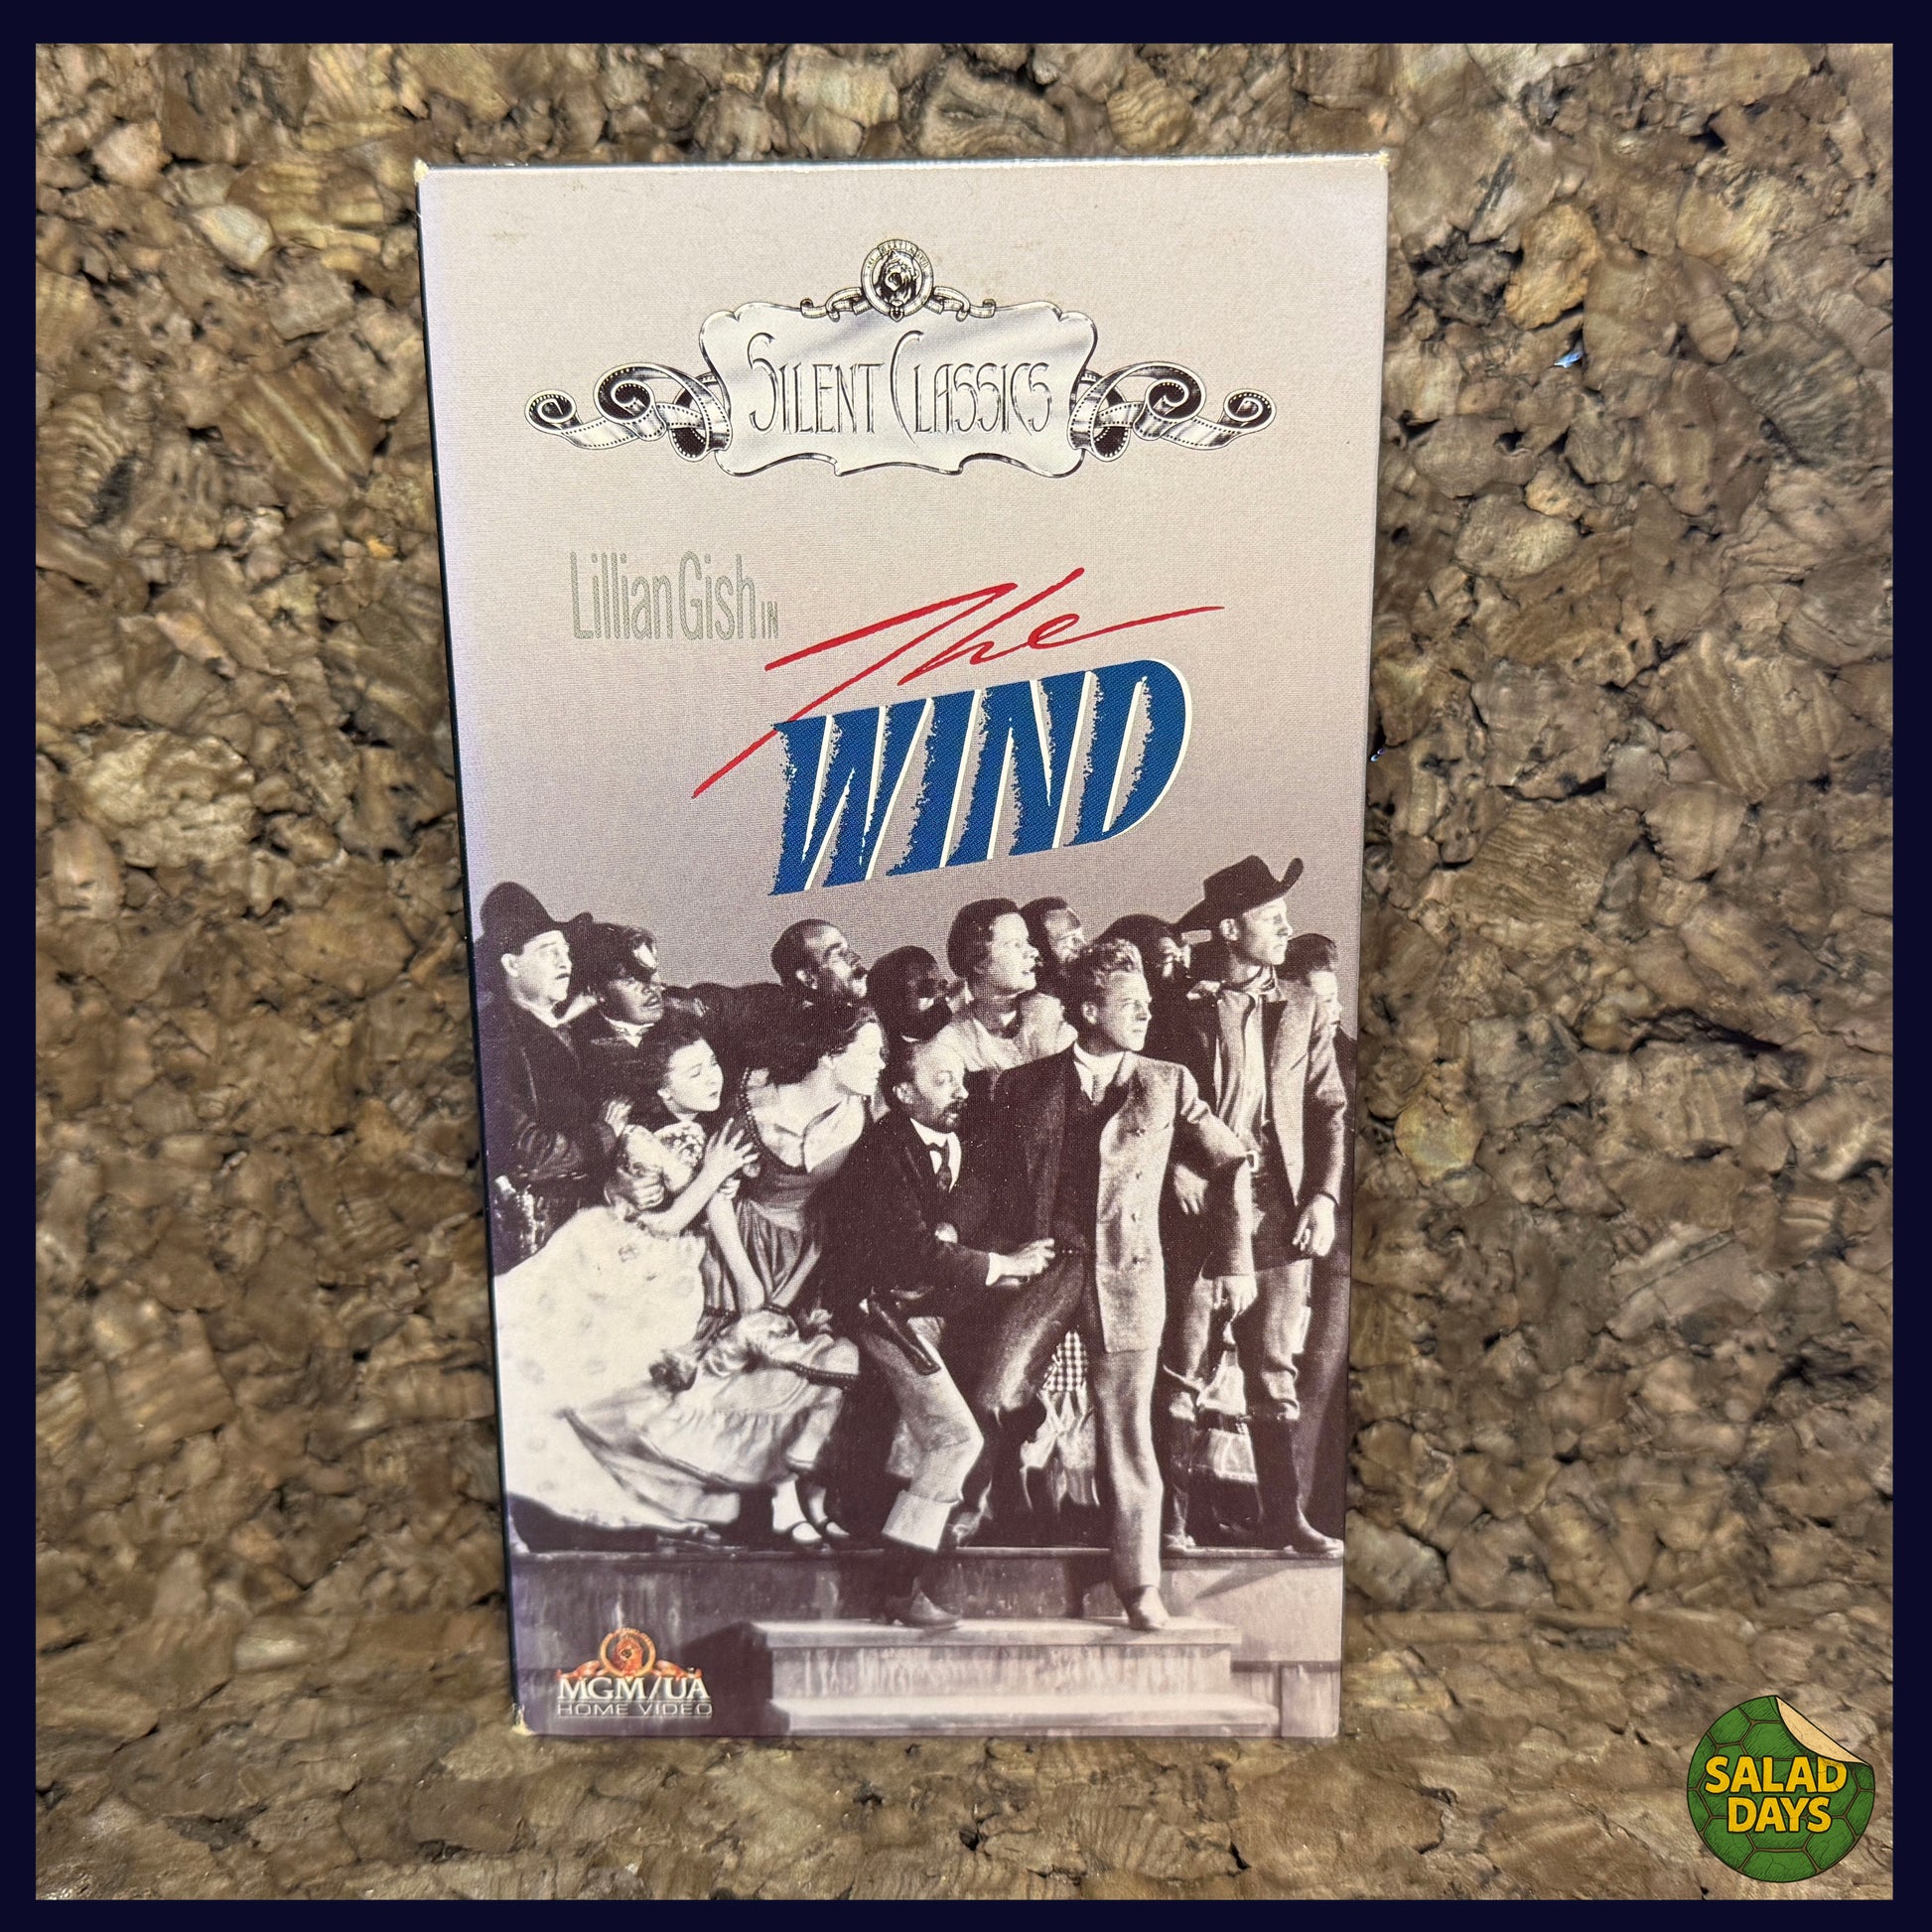 SILENT CLASSICS
Lillian Gish IN
The
WIND
MGM/UA
HOME VIDEO
SALAD
DAYS